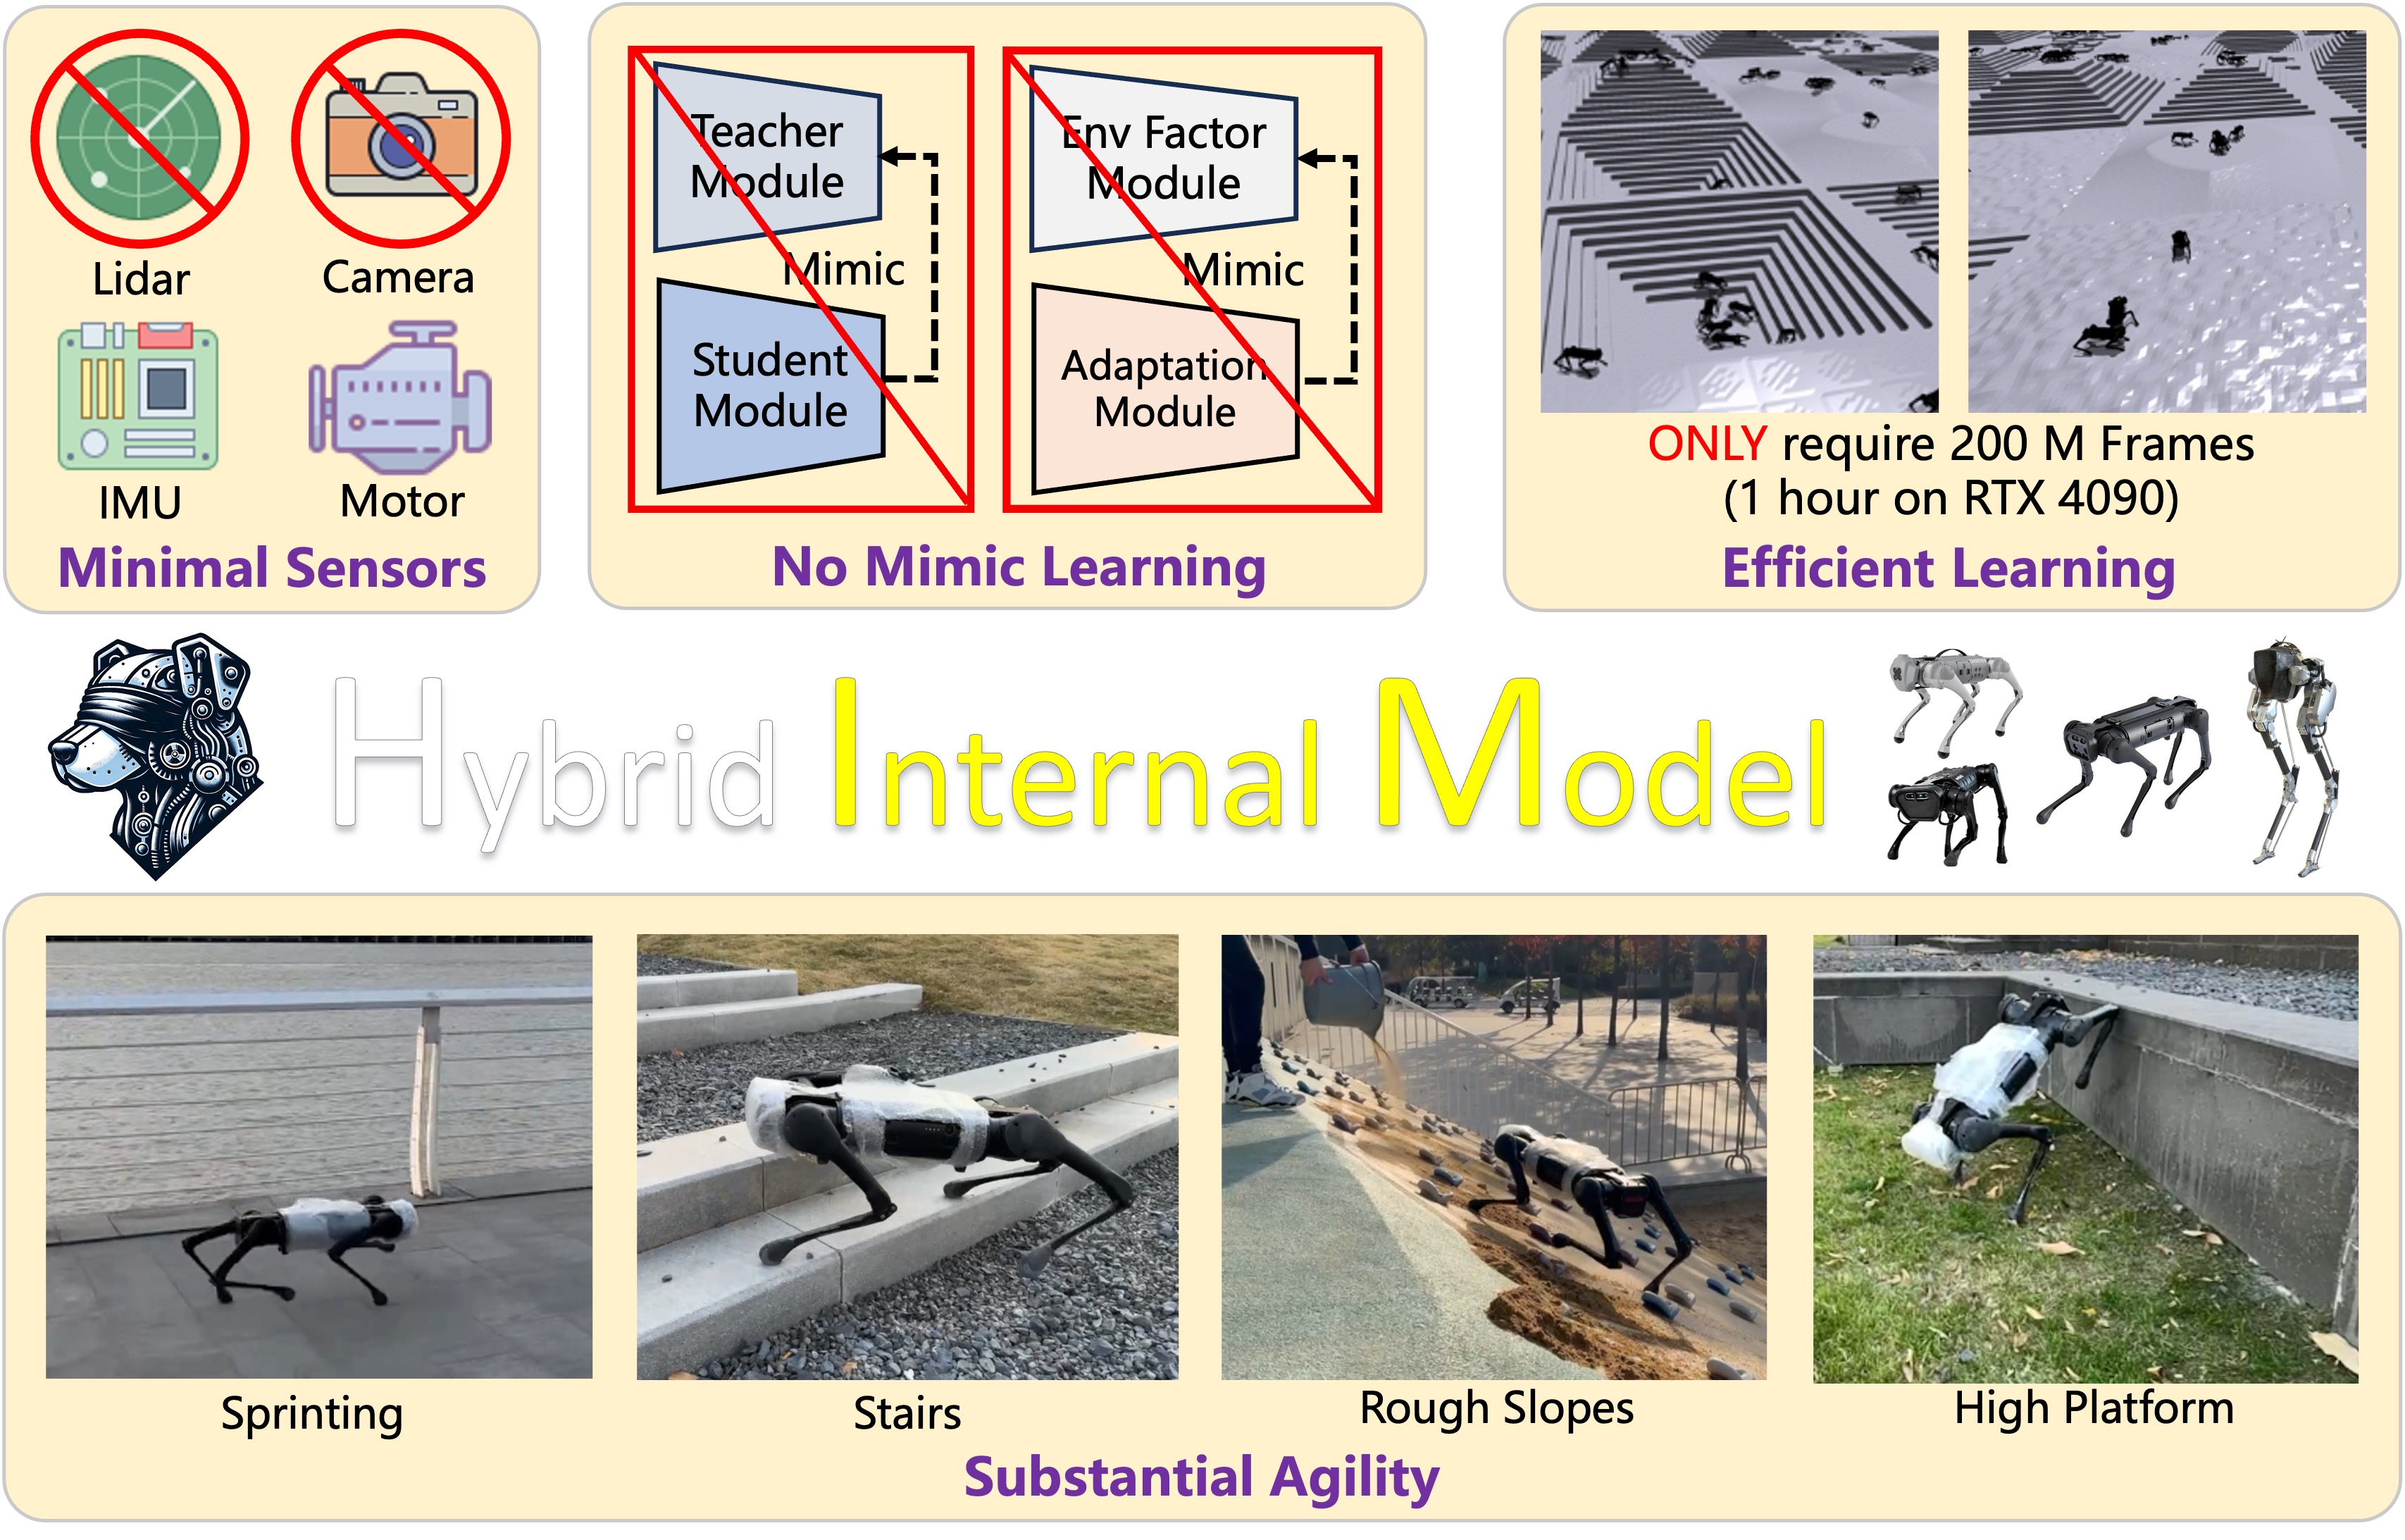 Lidar
Camera
IMU
Motor
Minimal Sensors
Teacher
Module
Mimic
Student
Module
Env Factor
Module
Mimic
Adaptation
Module
No Mimic Learning
ONLY require 200 M Frames
(1 hour on RTX 4090)
Efficient Learning
Hybrid Internal Model
Sprinting
Stairs
Rough Slopes
High Platform
Substantial Agility